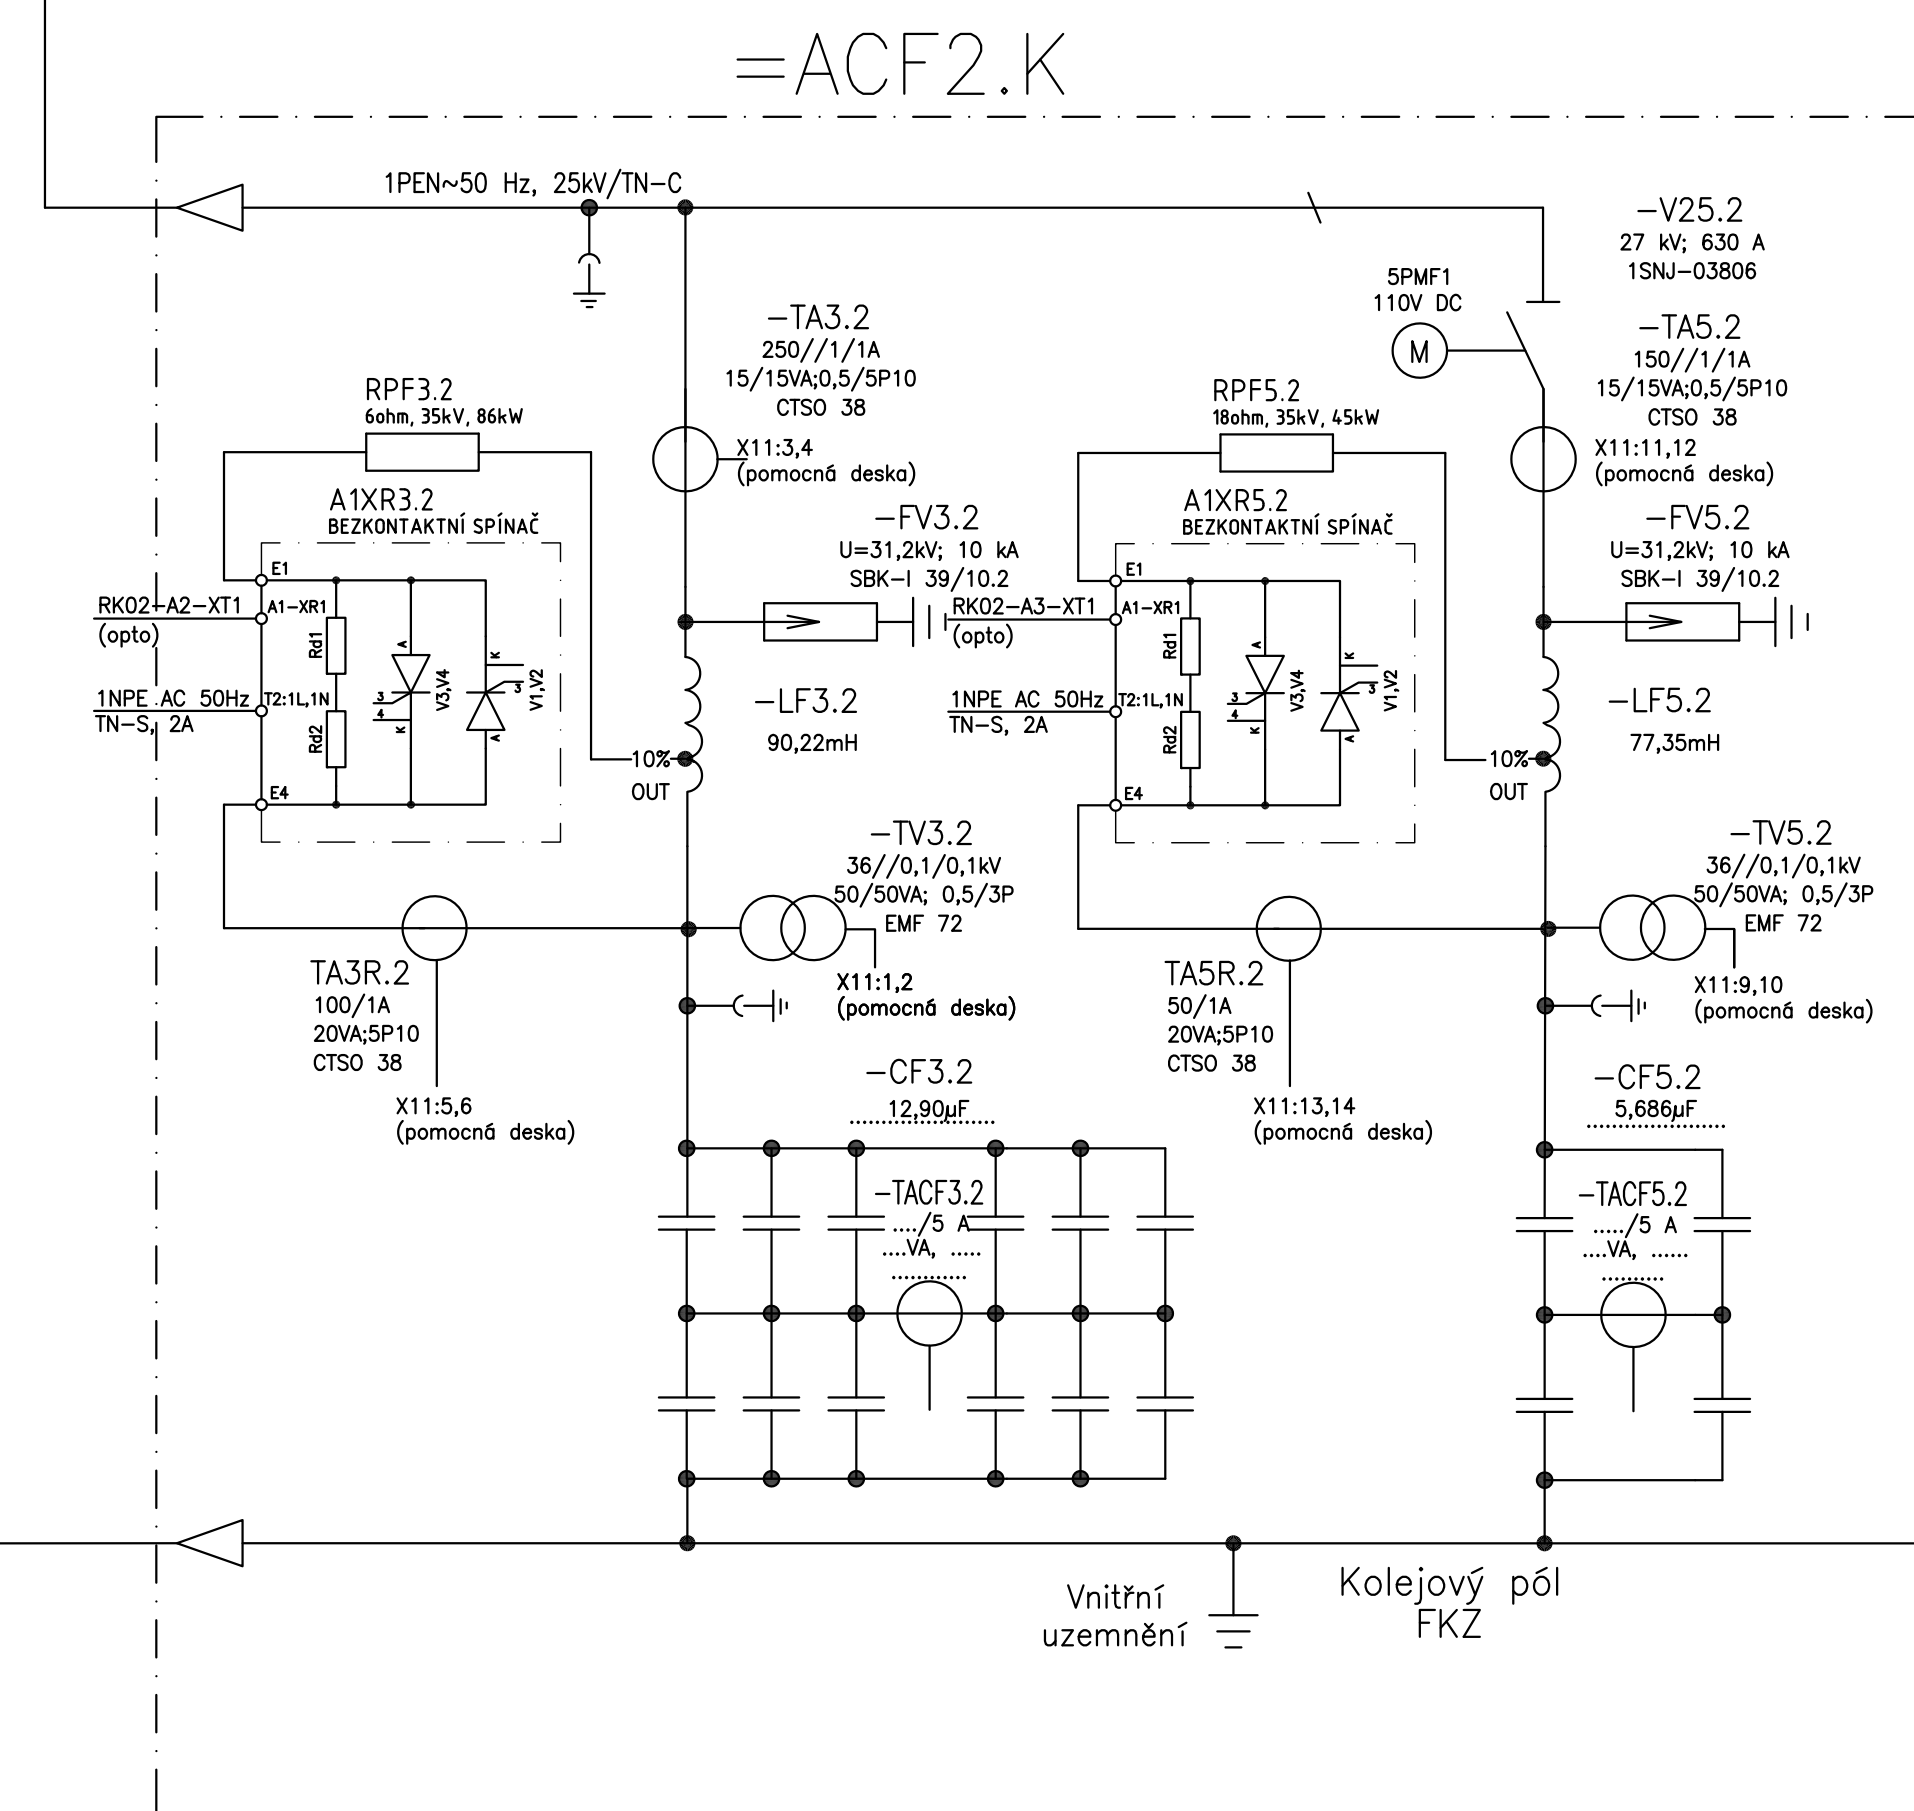 =ACF2.K
1PEN~50 Hz, 25kV/TN-C
-V25.2
27 kV; 630 A
1SNJ-03806
5PMF1
110V DC
M
-TA3.2
250//1/1A
15/15VA;0,5/5P10
CTSO 38
X11:3,4
(pomocná deska)
-TA5.2
150//1/1A
15/15VA;0,5/5P10
CTSO 38
X11:11,12
(pomocná deska)
RPF3.2
6ohm, 35kV, 86kW
RPF5.2
18ohm, 35kV, 45kW
A1XR3.2
BEZKONTAKTNÍ SPÍNAČ
A1XR5.2
BEZKONTAKTNÍ SPÍNAČ
-FV3.2
U=31,2kV; 10 kA
SBK-I 39/10.2
-FV5.2
U=31,2kV; 10 kA
SBK-I 39/10.2
E1
RK02-A2-XT1
(opto)
A1-XR1
Rd1
A
K
3
4
V3,V4
K
3
V1,V2
A
1NPE AC 50Hz
TN-S, 2A
T2:1L,1N
Rd2
E4
E1
RK02-A3-XT1
(opto)
A1-XR1
Rd1
A
K
3
4
V3,V4
K
3
V1,V2
A
1NPE AC 50Hz
TN-S, 2A
T2:1L,1N
Rd2
E4
-LF3.2
90,22mH
10%
OUT
-LF5.2
77,35mH
10%
OUT
-TV3.2
36//0,1/0,1kV
50/50VA; 0,5/3P
EMF 72
X11:1,2
(pomocná deska)
-TV5.2
36//0,1/0,1kV
50/50VA; 0,5/3P
EMF 72
X11:9,10
(pomocná deska)
TA3R.2
100/1A
20VA;5P10
CTSO 38
X11:5,6
(pomocná deska)
TA5R.2
50/1A
20VA;5P10
CTSO 38
X11:13,14
(pomocná deska)
-CF3.2
12,90µF
-CF5.2
5,686µF
-TACF3.2
..../5 A
....VA, .....
............
-TACF5.2
...../5 A
....VA, ......
..........
Vnitřní
uzemnění
Kolejový pól
FKZ